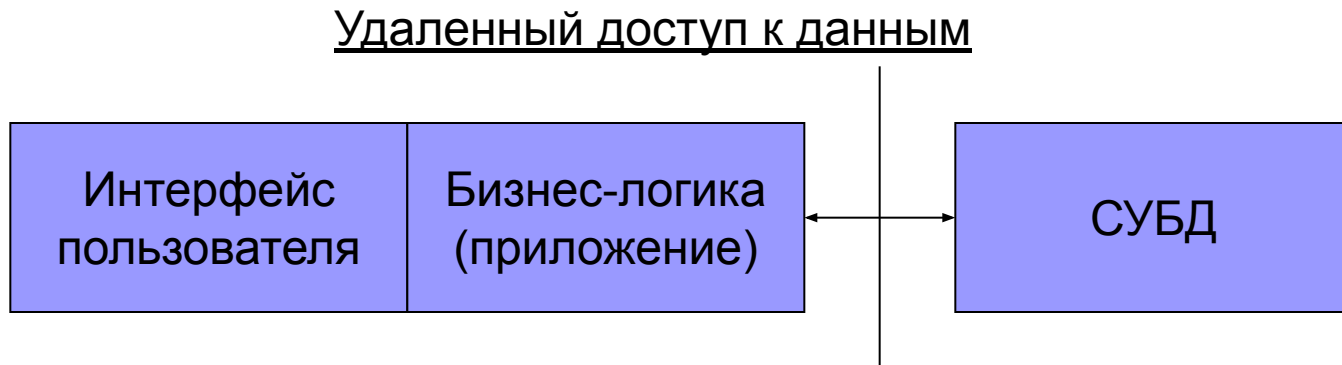 Удаленный доступ к данным
Интерфейс
пользователя
Бизнес-логика
(приложение)
СУБД